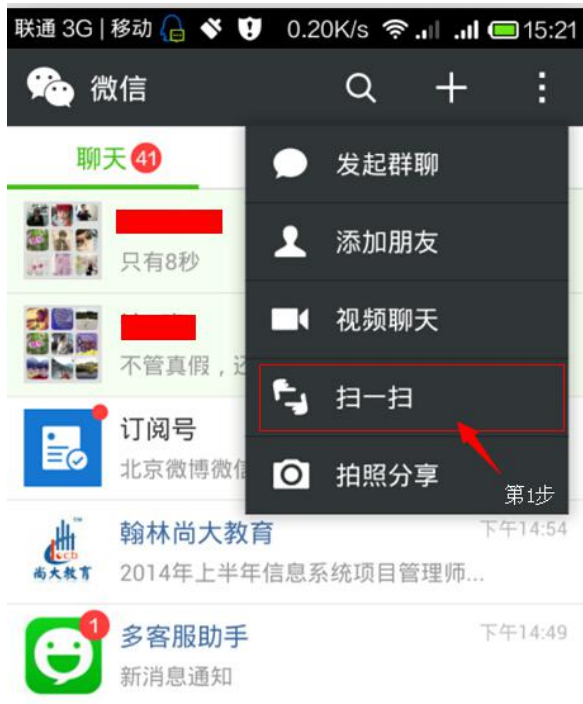 联通 3G | 移动 0.20K/s 15:21
微信
聊天 41
发起群聊
只有8秒
添加朋友
视频聊天
不管真假，还
扫一扫
订阅号
北京微博微信
拍照分享
第1步
翰林尚大教育 下午14:54
尚大教育
2014年上半年信息系统项目管理师...
1
多客服助手 下午14:49
新消息通知